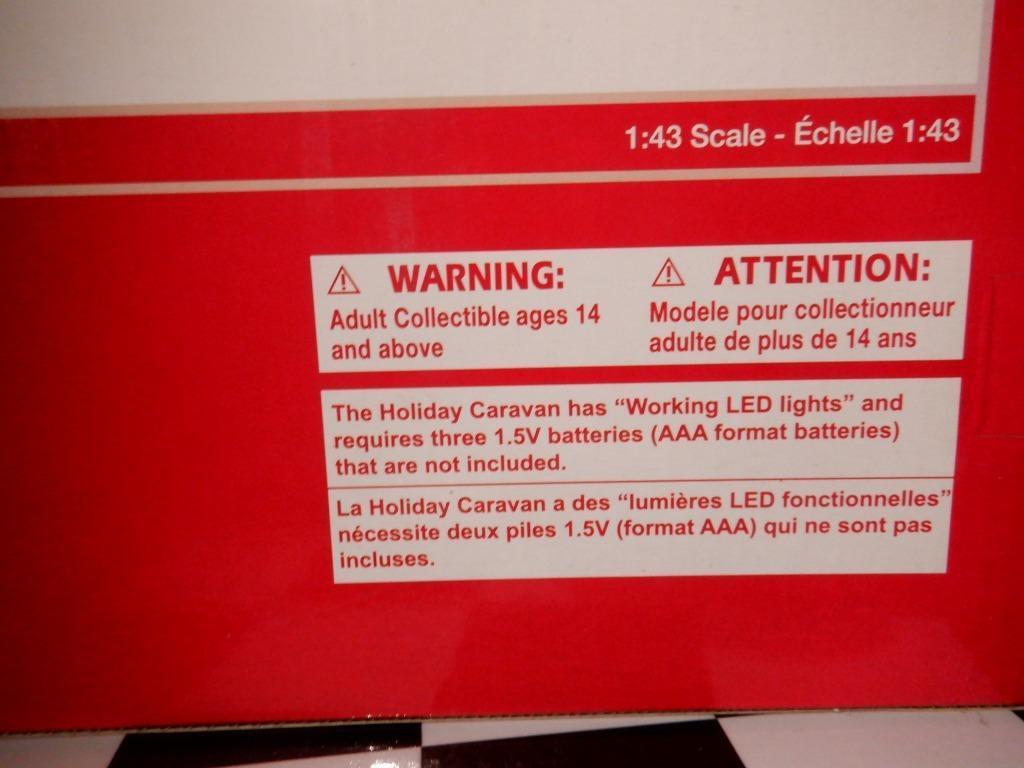 1:43 Scale - Échelle 1:43
WARNING:
Adult Collectible ages 14
and above
ATTENTION:
Modele pour collectionneur
adulte de plus de 14 ans
The Holiday Caravan has “Working LED lights” and
requires three 1.5V batteries (AAA format batteries)
that are not included.
La Holiday Caravan a des “lumières LED fonctionnelles”
nécessite deux piles 1.5V (format AAA) qui ne sont pas
incluses.